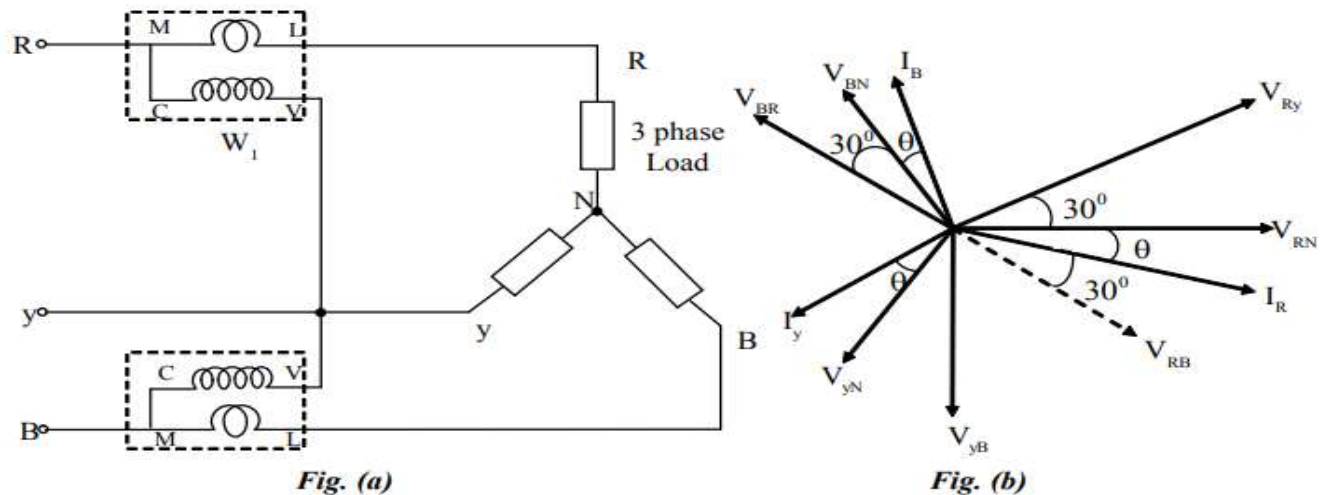 M L
R
C V
W1
R
3 phase
Load
N
y
y
B
C V
B
M L
Fig. (a)
VBR
VBN
IB
VRy
30⁰
θ
30⁰
VRN
θ
30⁰
IR
VRB
θ
Iy
VyN
VyB
Fig. (b)